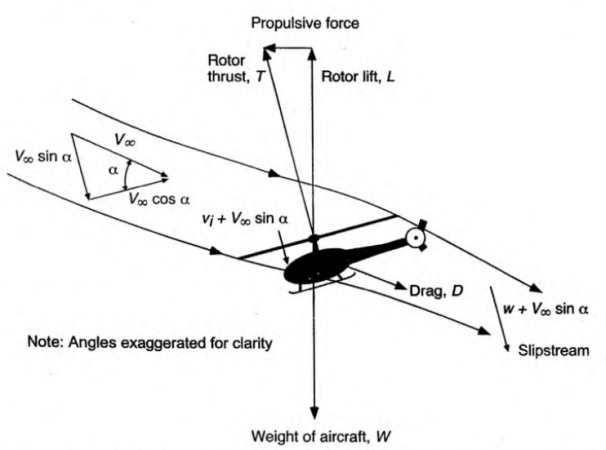 Propulsive force
Rotor
thrust, T
Rotor lift, L
V∞
V∞ sin α
α
V∞ cos α
vi + V∞ sin α
Drag, D
w + V∞ sin α
Slipstream
Note: Angles exaggerated for clarity
Weight of aircraft, W